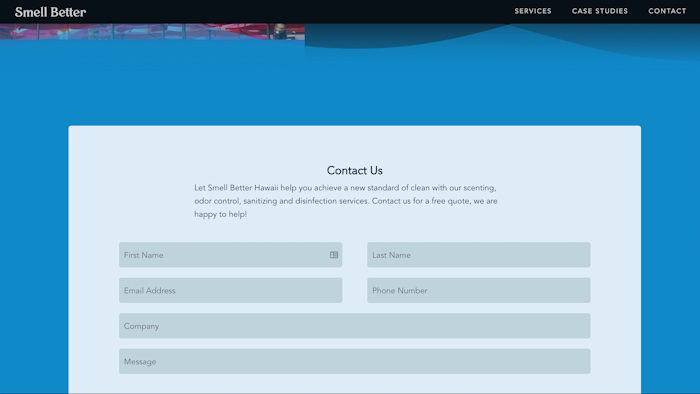 Smell Better
SERVICES CASE STUDIES CONTACT
Contact Us
Let Smell Better Hawaii help you achieve a new standard of clean with our scenting,
odor control, sanitizing and disinfection services. Contact us for a free quote, we are
happy to help!
First Name
Last Name
Email Address
Phone Number
Company
Message